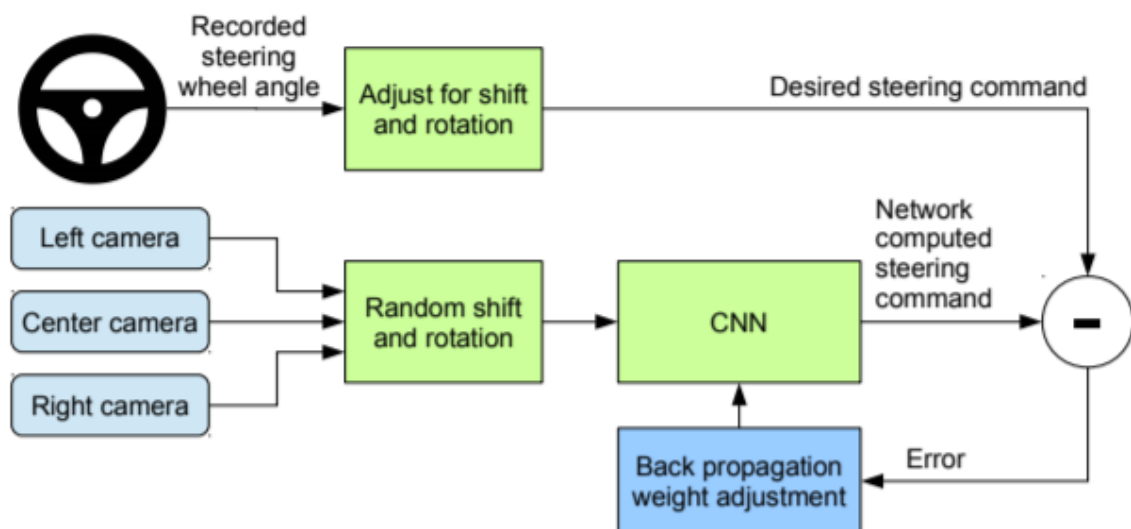 Recorded
steering
wheel angle
Adjust for shift
and rotation
Desired steering command
Left camera
Center camera
Right camera
Random shift
and rotation
CNN
Network
computed
steering
command
-
Back propagation
weight adjustment
Error